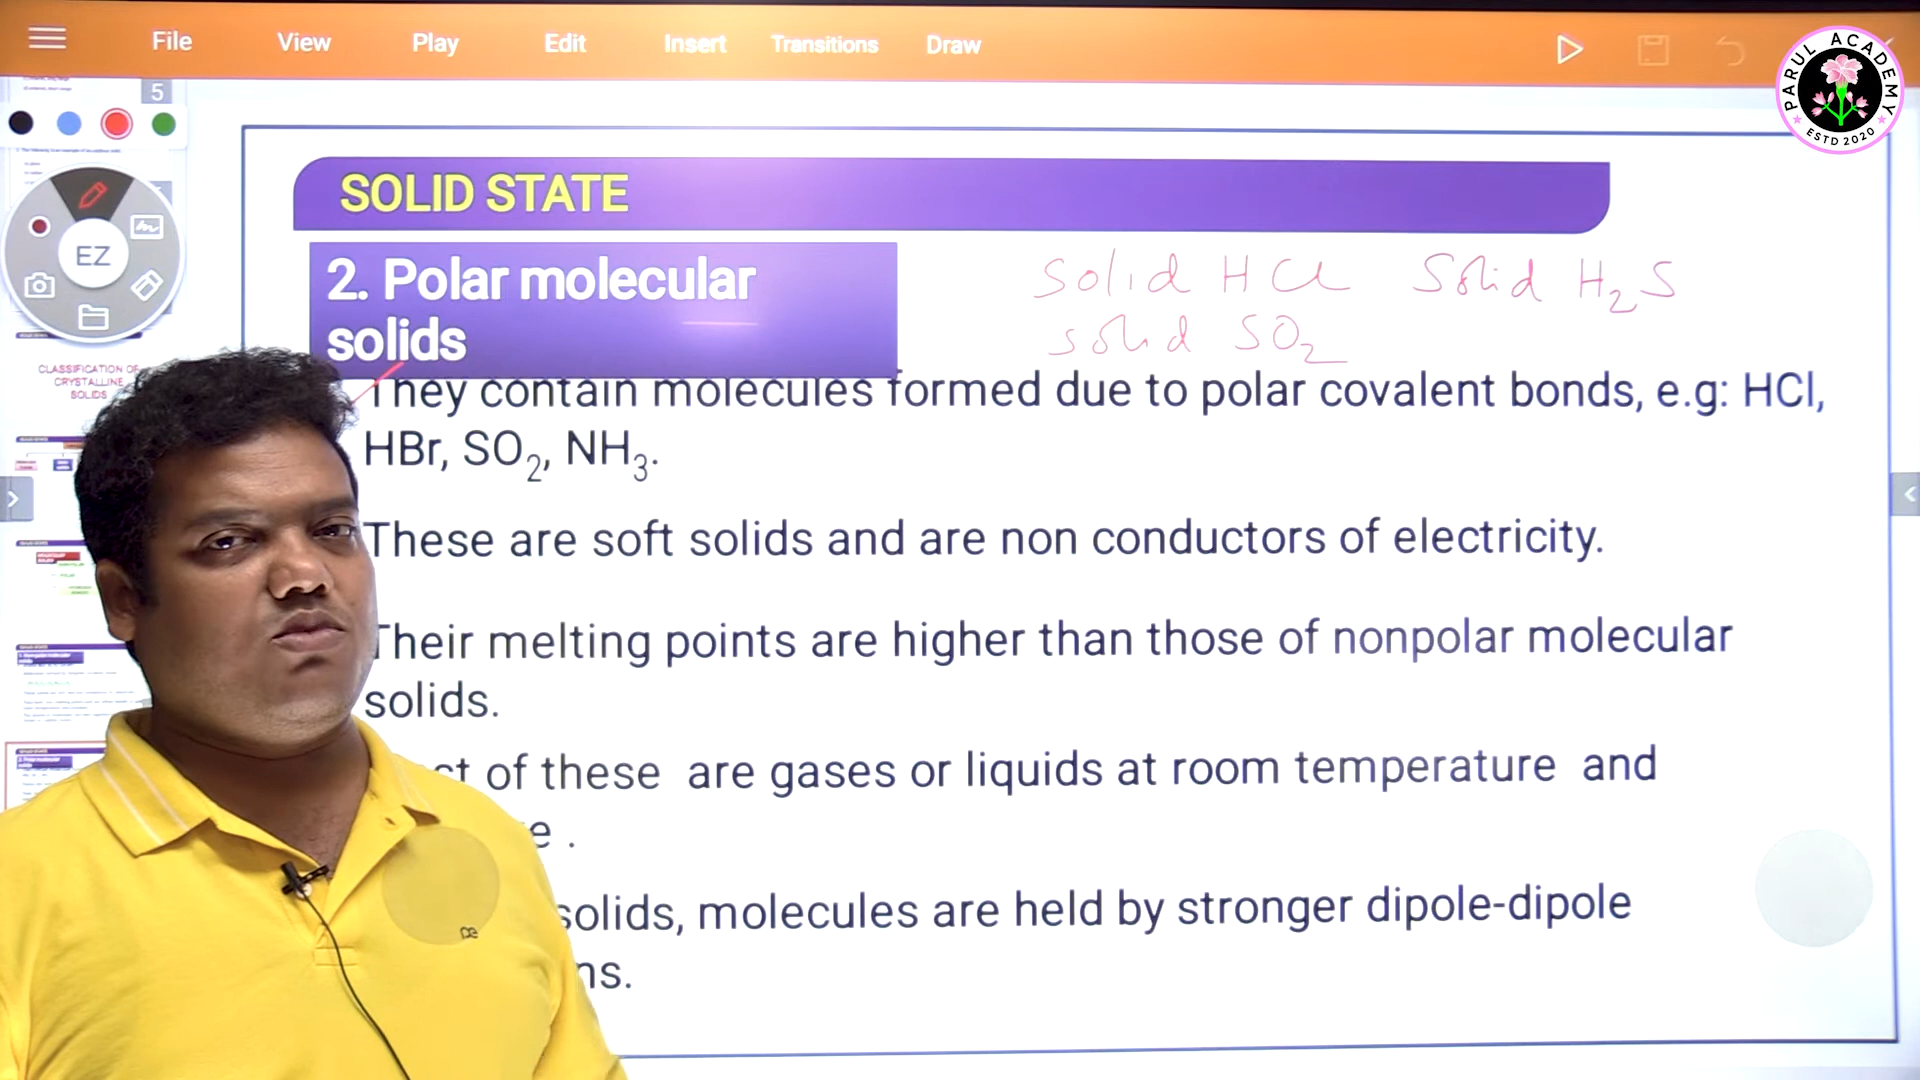 File View Play Edit Insert Transitions Draw
PARUL ACADEMY
ESTD 2020
5
EZ
SOLID STATE
2. Polar molecular
solids
Solid HCl Solid H2S
solid SO2
CLASSIFICATION OF
CRYSTALLINE
SOLIDS
They contain molecules formed due to polar covalent bonds, e.g: HCl,
HBr, SO2, NH3.
These are soft solids and are non conductors of electricity.
Their melting points are higher than those of nonpolar molecular
solids.
of these are gases or liquids at room temperature and
solids, molecules are held by stronger dipole-dipole